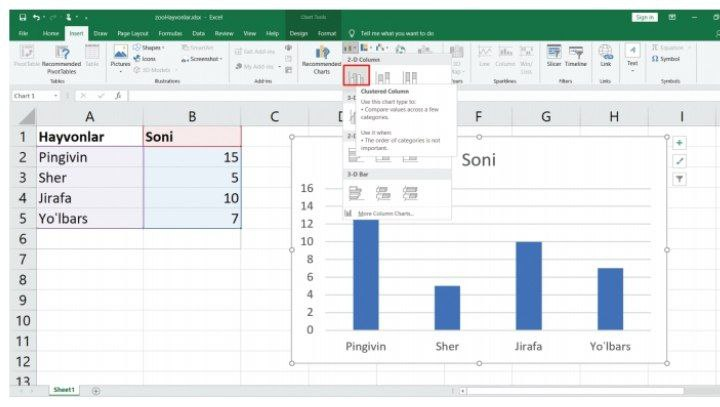 zooHayvonlar.xlsx - Excel
Chart Tools
Sign in
File Home Insert Draw Page Layout Formulas Data Review View Help Design Format Tell me what you want to do
PivotTable Recommended PivotTables Table
Tables
Pictures
Shapes
Icons
3D Models
SmartArt
Screenshot
Illustrations
Get Add-ins
My Add-ins
Add-ins
Recommended Charts
Line Column Win/Loss
Sparklines
Slicer Timeline
Filters
Link
Links
Text
Equation
Symbol
Symbols
2-D Column
Clustered Column
Use this chart type to:
• Compare values across a few
categories.
Use it when:
• The order of categories is not
important.
3-D Bar
More Column Charts...
Chart 1
fx
A B C F G H I
1 Hayvonlar Soni
2 Pingivin 15
3 Sher 5
4 Jirafa 10
5 Yo'lbars 7
6
7
8
9
10
11
12
13
Soni
16
14
12
10
8
6
4
2
0
Pingivin Sher Jirafa Yo'lbars
Sheet1